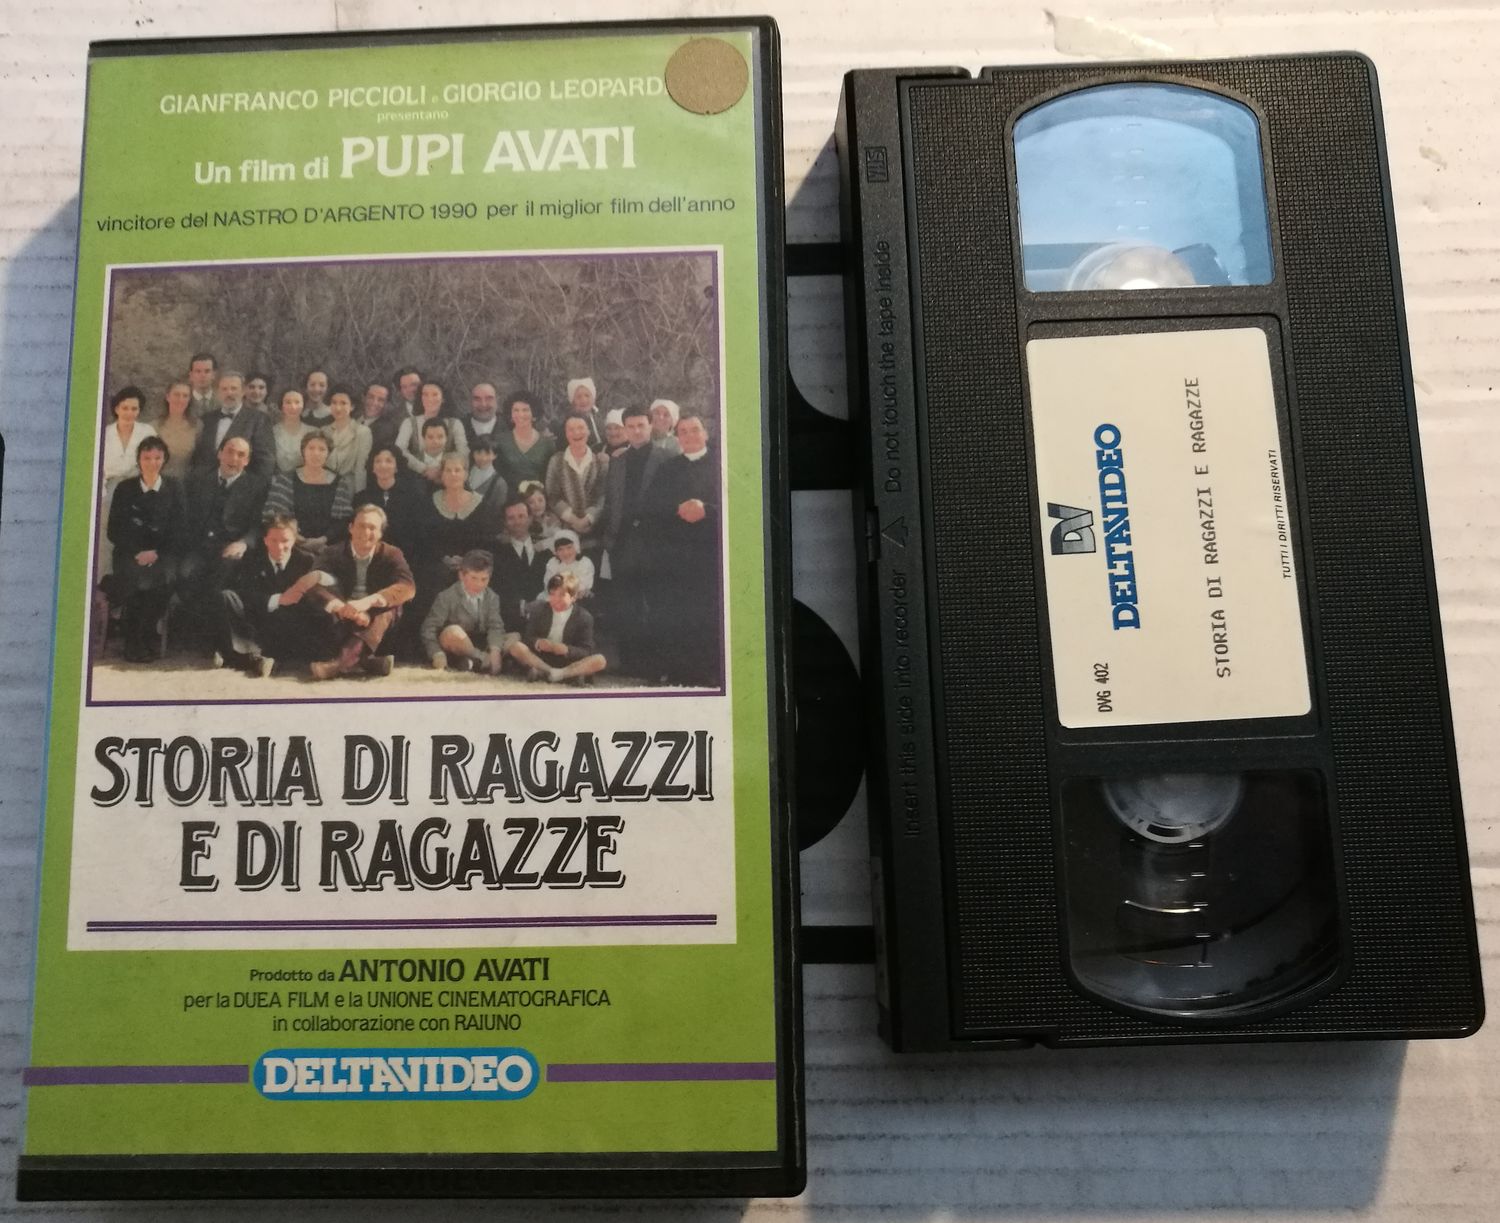 GIANFRANCO PICCIOLI e GIORGIO LEOPARD
presentano
Un film di PUPI AVATI
vincitore del NASTRO D'ARGENTO 1990 per il miglior film dell'anno
STORIA DI RAGAZZI
E DI RAGAZZE
Prodotto da ANTONIO AVATI
per la DUEA FILM e la UNIONE CINEMATOGRAFICA
in collaborazione con RAIUNO
DELTAVIDEO
VHS
Insert this side into recorder
Do not touch the tape inside
DV
DELTAVIDEO
DVG 402
STORIA DI RAGAZZI E RAGAZZE
TUTTI I DIRITTI RISERVATI